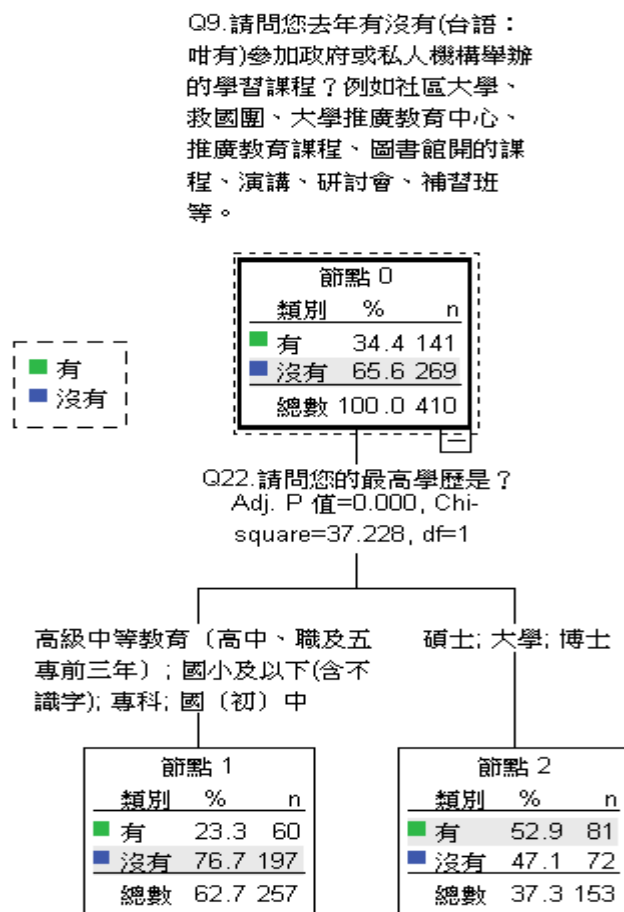 Q9.請問您去年有沒有(台語：
咁有)參加政府或私人機構舉辦
的學習課程？例如社區大學、
救國團、大學推廣教育中心、
推廣教育課程、圖書館開的課
程、演講、研討會、補習班
等。
節點 0
類別 % n
有 34.4 141
沒有 65.6 269
總數 100.0 410
有
沒有
Q22.請問您的最高學歷是？
Adj. P 值=0.000, Chi-
square=37.228, df=1
高級中等教育（高中、職及五
專前三年）; 國小及以下(含不
識字); 專科; 國（初）中
碩士; 大學; 博士
節點 1
類別 % n
有 23.3 60
沒有 76.7 197
總數 62.7 257
節點 2
類別 % n
有 52.9 81
沒有 47.1 72
總數 37.3 153